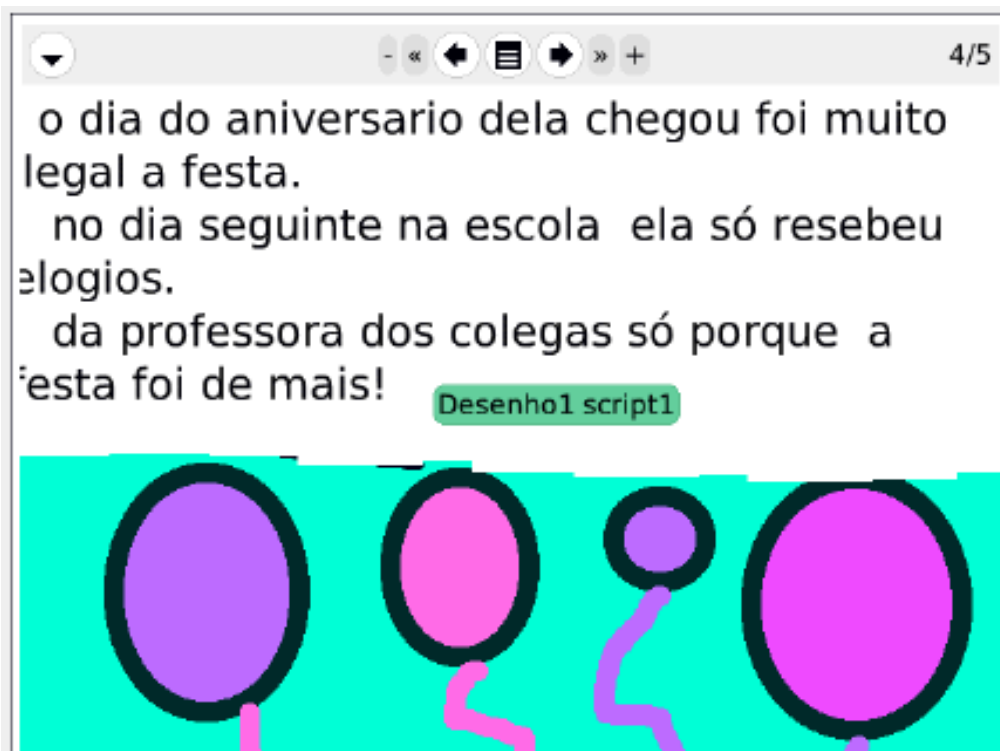 - « » + 4/5
o dia do aniversario dela chegou foi muito
legal a festa.
no dia seguinte na escola ela só resebeu
elogios.
da professora dos colegas só porque a
festa foi de mais!
Desenho1 script1